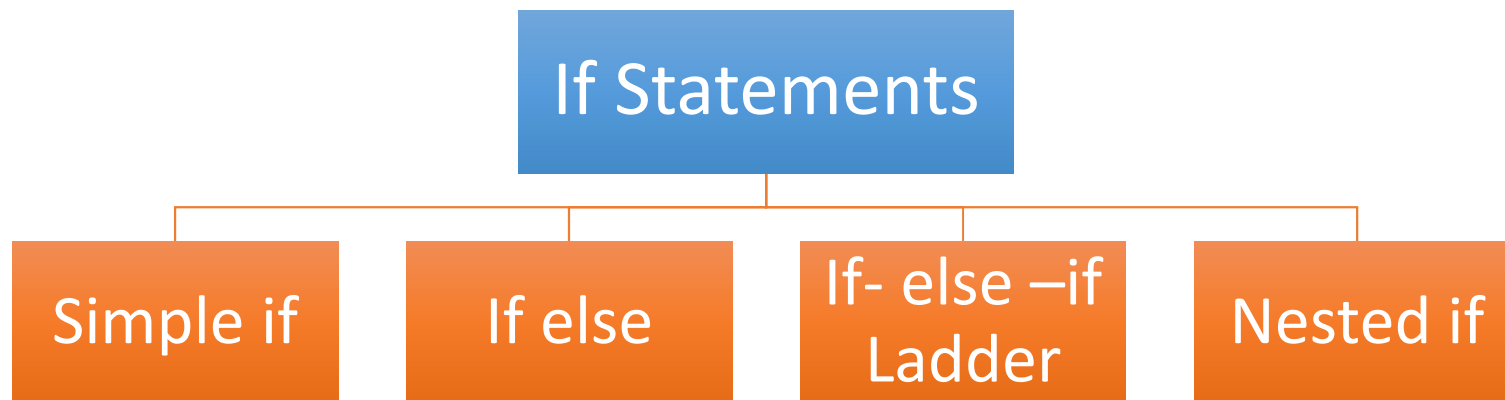 If Statements
Simple if
If else
If- else –if
Ladder
Nested if